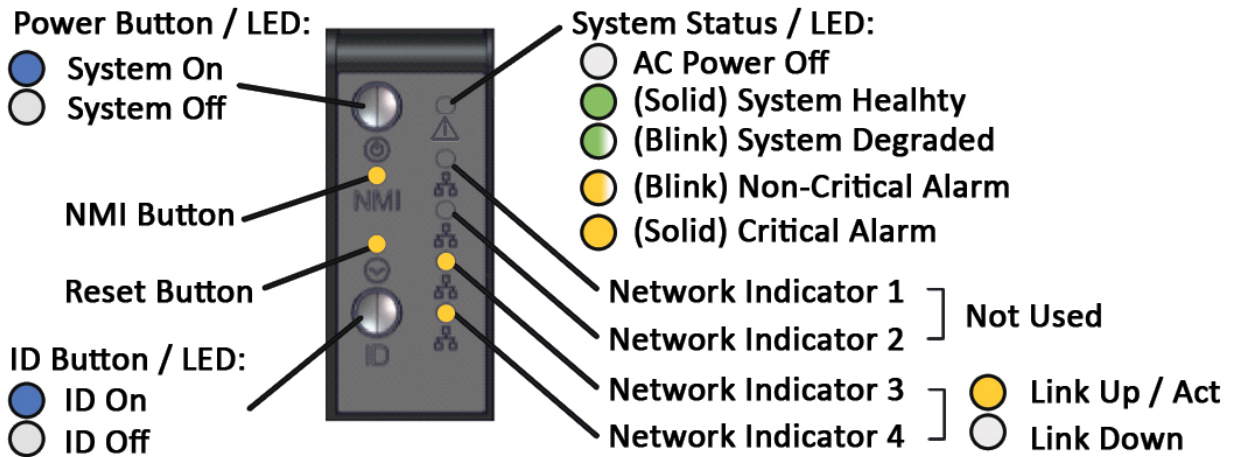 Power Button / LED:
System On
System Off
NMI Button
Reset Button
ID Button / LED:
ID On
ID Off
NMI
ID
System Status / LED:
AC Power Off
(Solid) System Healhty
(Blink) System Degraded
(Blink) Non-Critical Alarm
(Solid) Critical Alarm
Network Indicator 1
Network Indicator 2
Not Used
Network Indicator 3
Network Indicator 4
Link Up / Act
Link Down